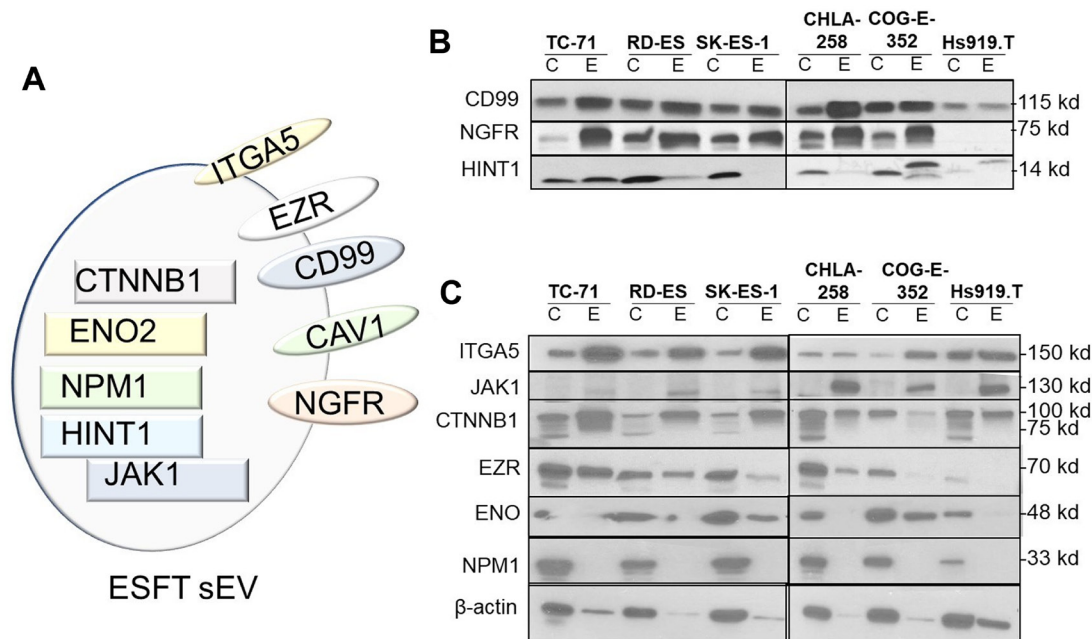 A
ITGA5
EZR
CD99
CAV1
NGFR
CTNNB1
ENO2
NPM1
HINT1
JAK1
ESFT sEV
B
TC-71 RD-ES SK-ES-1 CHLA-258 COG-E-352 Hs919.T
C E C E C E C E C E C E
CD99 -115 kd
NGFR -75 kd
HINT1 -14 kd
C
TC-71 RD-ES SK-ES-1 CHLA-258 COG-E-352 Hs919.T
C E C E C E C E C E C E
ITGA5 -150 kd
JAK1 -130 kd
CTNNB1 -100 kd
-75 kd
EZR -70 kd
ENO -48 kd
NPM1 -33 kd
β-actin